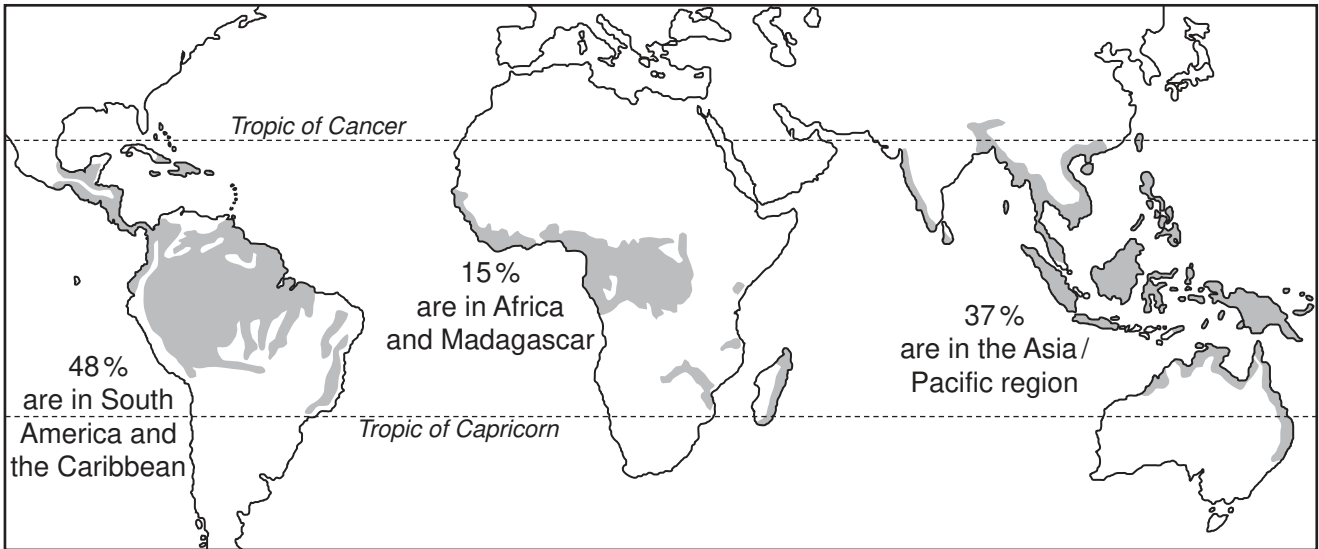 Tropic of Cancer
15%
are in Africa
and Madagascar
37%
are in the Asia/
Pacific region
48%
are in South
America and
the Caribbean
Tropic of Capricorn